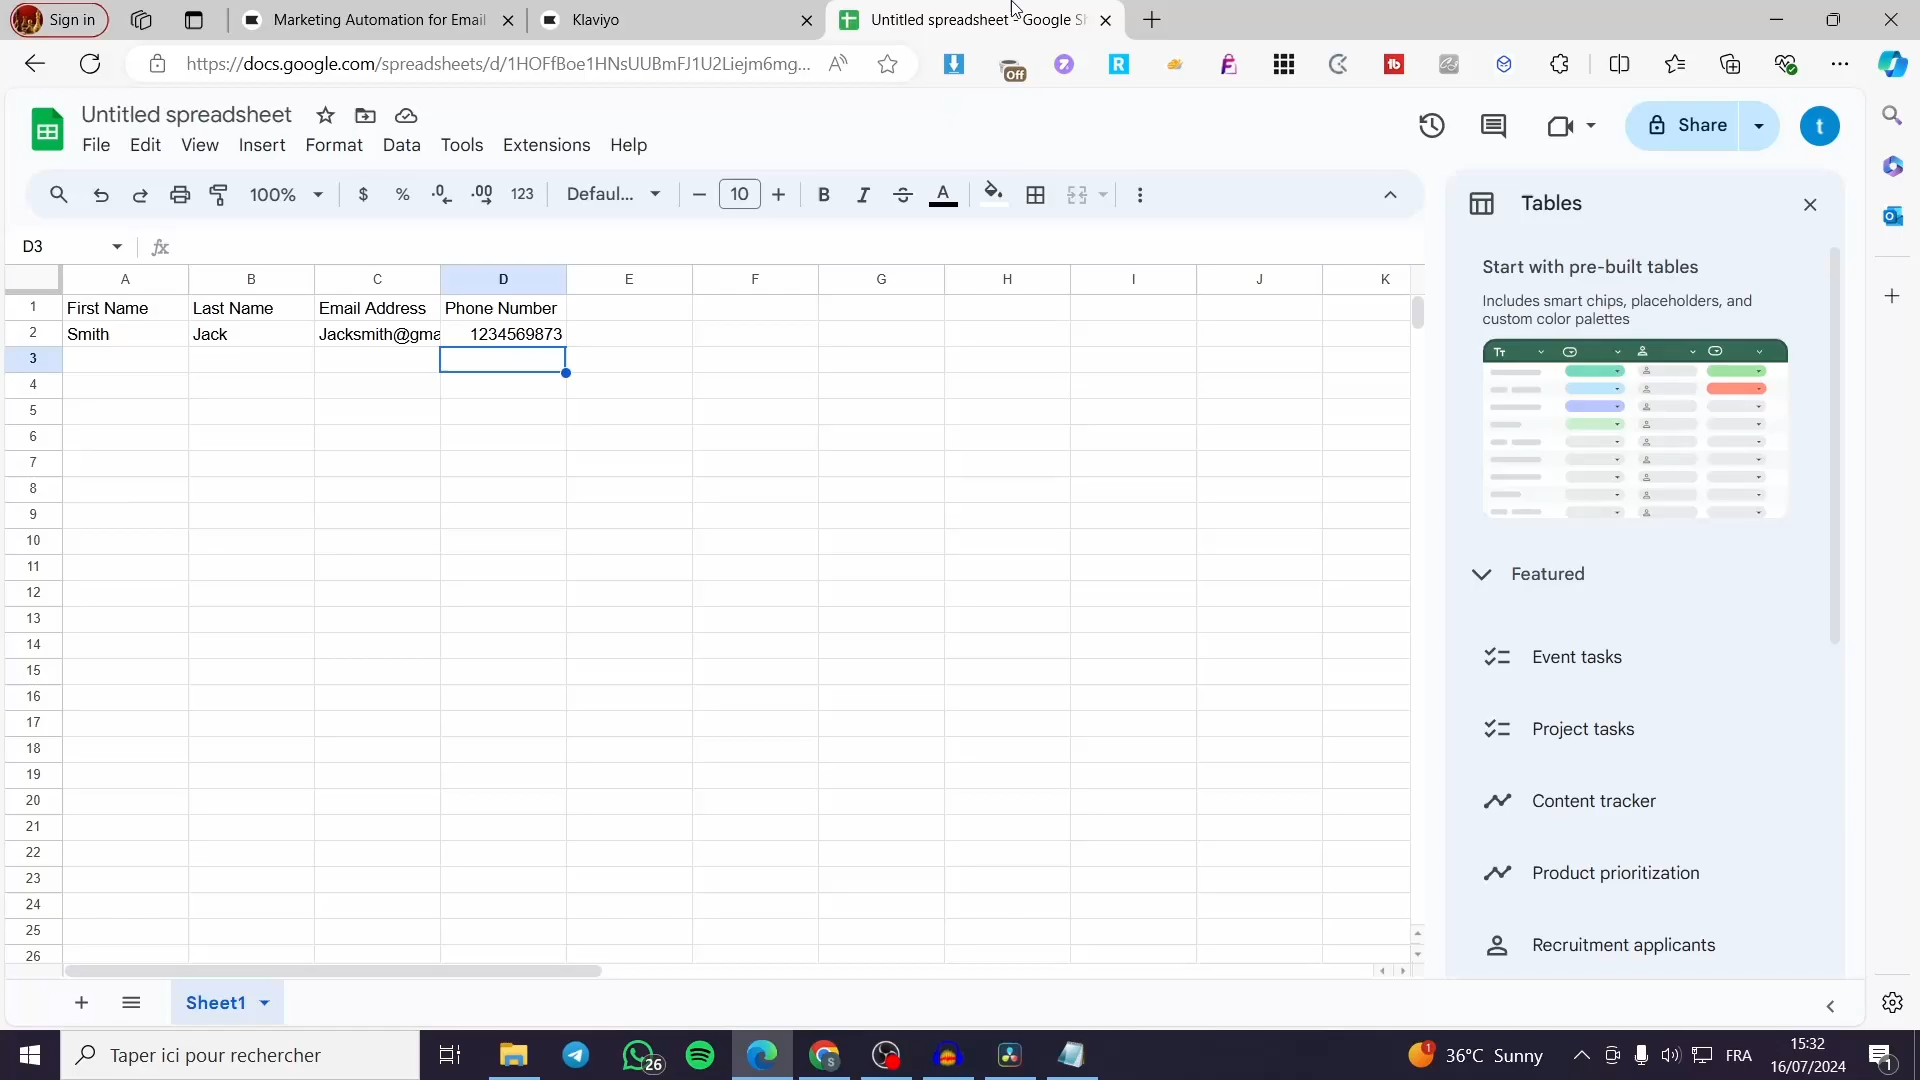 Sign in
Marketing Automation for Email
Klaviyo
Untitled spreadsheet - Google Sh
https://docs.google.com/spreadsheets/d/1HOFfBoe1HNsUUBmFJ1U2Liejm6mg...
Off
Untitled spreadsheet
File Edit View Insert Format Data Tools Extensions Help
Share
t
100%
$ % .0 .00 123
Defaul...
10
B I A
D3
fx
A B C D E F G H I J K
1 First Name Last Name Email Address Phone Number
2 Smith Jack Jacksmith@gma 1234569873
3
4
5
6
7
8
9
10
11
12
13
14
15
16
17
18
19
20
21
22
23
24
25
26
Tables
Start with pre-built tables
Includes smart chips, placeholders, and
custom color palettes
Tт
Featured
Event tasks
Project tasks
Content tracker
Product prioritization
Recruitment applicants
Sheet1
Taper ici pour rechercher
26
36°C Sunny
FRA
15:32
16/07/2024
1